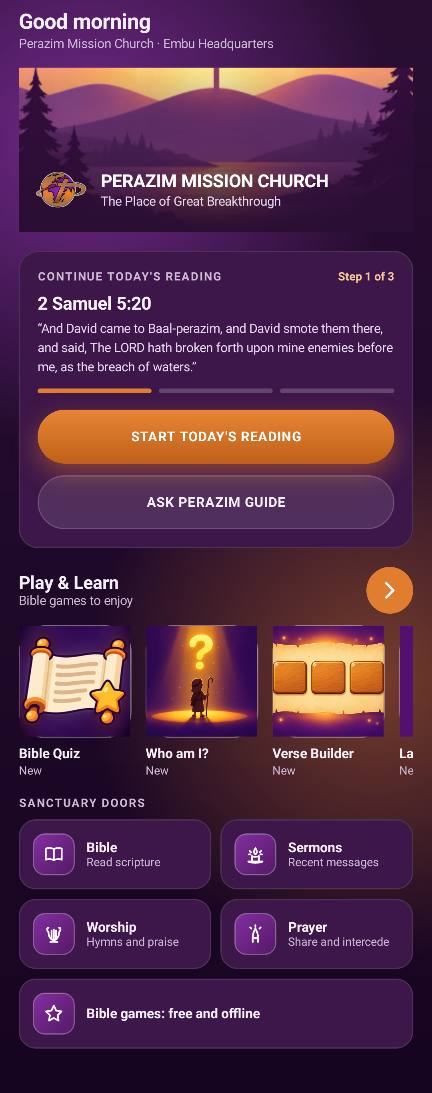 Good morning
Perazim Mission Church · Embu Headquarters
PERAZIM MISSION CHURCH
The Place of Great Breakthrough
CONTINUE TODAY'S READING
Step 1 of 3
2 Samuel 5:20
“And David came to Baal-perazim, and David smote them there,
and said, The LORD hath broken forth upon mine enemies before
me, as the breach of waters.”
START TODAY'S READING
ASK PERAZIM GUIDE
Play & Learn
Bible games to enjoy
?
Bible Quiz
New
Who am I?
New
Verse Builder
New
La
Ne
SANCTUARY DOORS
Bible
Read scripture
Sermons
Recent messages
Worship
Hymns and praise
Prayer
Share and intercede
Bible games: free and offline